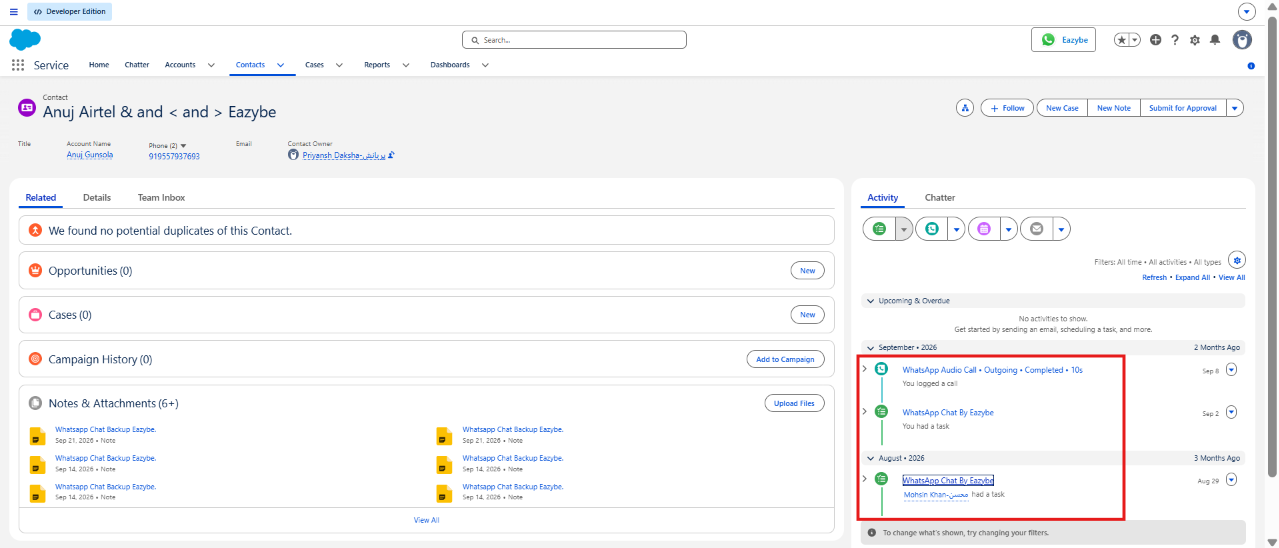 Developer Edition
Search...
Eazybe
Service
Home
Chatter
Accounts
Contacts
Cases
Reports
Dashboards
Contact
Anuj Airtel & and < and > Eazybe
+ Follow
New Case
New Note
Submit for Approval
Title
Account Name
Anuj Gunsola
Phone (2)
919557937693
Email
Contact Owner
Priyansh Daksha-پریانش
Related
Details
Team Inbox
We found no potential duplicates of this Contact.
Opportunities (0)
New
Cases (0)
New
Campaign History (0)
Add to Campaign
Notes & Attachments (6+)
Upload Files
Whatsapp Chat Backup Eazybe.
Sep 21, 2026 • Note
Whatsapp Chat Backup Eazybe.
Sep 21, 2026 • Note
Whatsapp Chat Backup Eazybe.
Sep 14, 2026 • Note
Whatsapp Chat Backup Eazybe.
Sep 14, 2026 • Note
Whatsapp Chat Backup Eazybe.
Sep 14, 2026 • Note
Whatsapp Chat Backup Eazybe.
Sep 14, 2026 • Note
View All
Activity
Chatter
Filters: All time • All activities • All types
Refresh • Expand All • View All
Upcoming & Overdue
No activities to show.
Get started by sending an email, scheduling a task, and more.
September • 2026
2 Months Ago
WhatsApp Audio Call • Outgoing • Completed • 10s
Sep 8
You logged a call
WhatsApp Chat By Eazybe
Sep 2
You had a task
August • 2026
3 Months Ago
WhatsApp Chat By Eazybe
Aug 29
Mohsin Khan-محسن had a task
To change what's shown, try changing your filters.